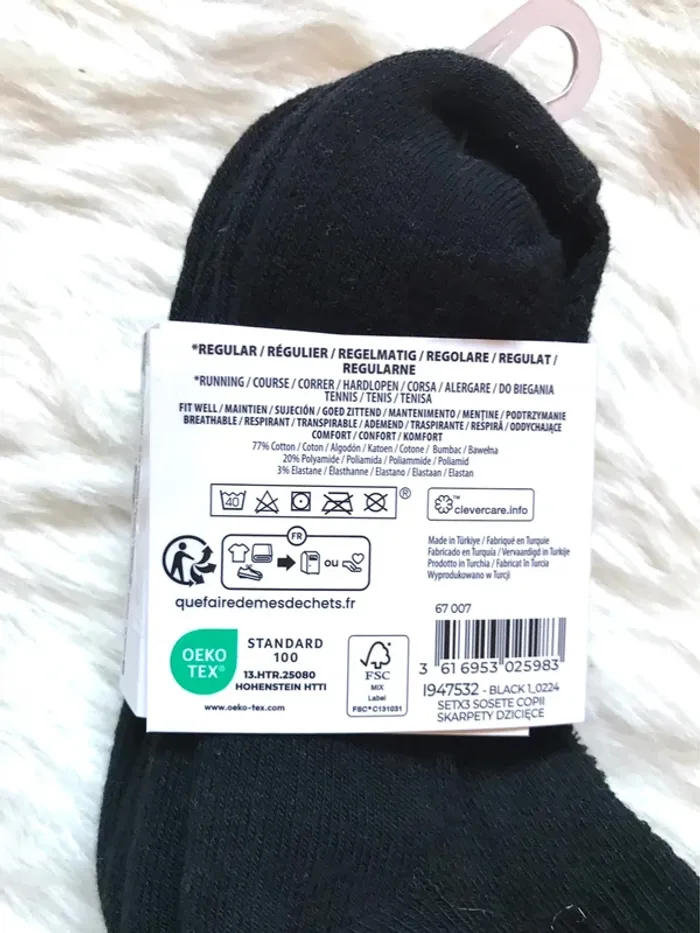 *REGULAR / RÉGULIER / REGELMATIG / REGOLARE / REGULAT /
REGULARNE
*RUNNING / COURSE / CORRER / HARDLOPEN / CORSA / ALERGARE / DO BIEGANIA
TENNIS / TENIS / TENISA
FIT WELL / MAINTIEN / SUJECIÓN / GOED ZITTEND / MANTENIMENTO / MENȚINE / PODTRZYMANIE
BREATHABLE / RESPIRANT / TRANSPIRABLE / ADEMEND / TRASPIRANTE / RESPIRĂ / ODDYCHAJĄCE
COMFORT / CONFORT / KOMFORT
77% Cotton / Coton / Algodón / Katoen / Cotone / Bumbac / Bawełna
20% Polyamide / Poliamida / Poliammide / Poliamid
3% Elastane / Élasthanne / Elastano / Elastaan / Elastan
40
®
™
clevercare.info
FR
ou
quefairedemesdechets.fr
Made in Türkiye / Fabriqué en Turquie
Fabricado en Turquía / Vervaardigd in Turkije
Prodotto in Turchia / Fabricat în Turcia
Wyprodukowano w Turcji
67 007
3 616953 025983
I947532 - BLACK 1_0224
SETX3 SOSETE COPII
SKARPETY DZICIĘCE
OEKO
TEX®
STANDARD
100
13.HTR.25080
HOHENSTEIN HTTI
www.oeko-tex.com
FSC
MIX
Label
FSC® C131031